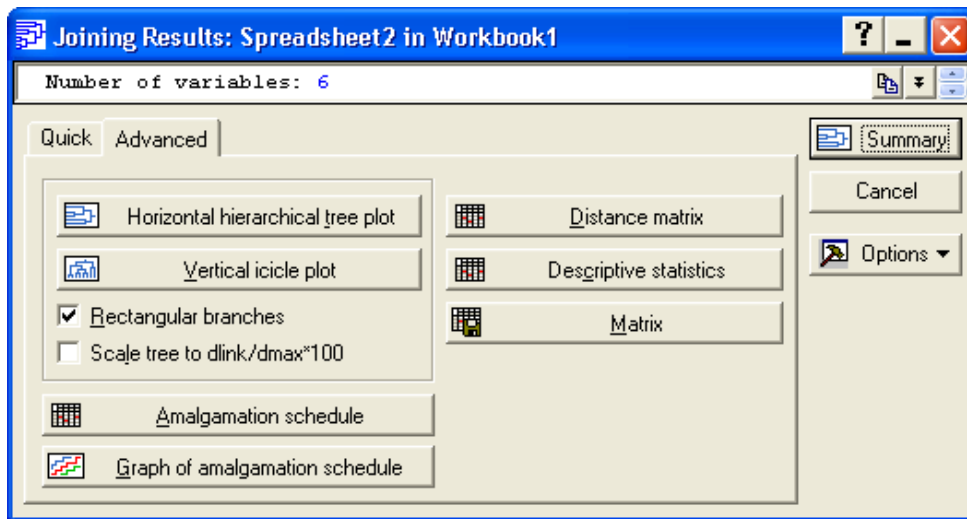 Joining Results: Spreadsheet2 in Workbook1
Number of variables: 6
Quick
Advanced
Horizontal hierarchical tree plot
Vertical icicle plot
Rectangular branches
Scale tree to dlink/dmax*100
Amalgamation schedule
Graph of amalgamation schedule
Distance matrix
Descriptive statistics
Matrix
Summary
Cancel
Options